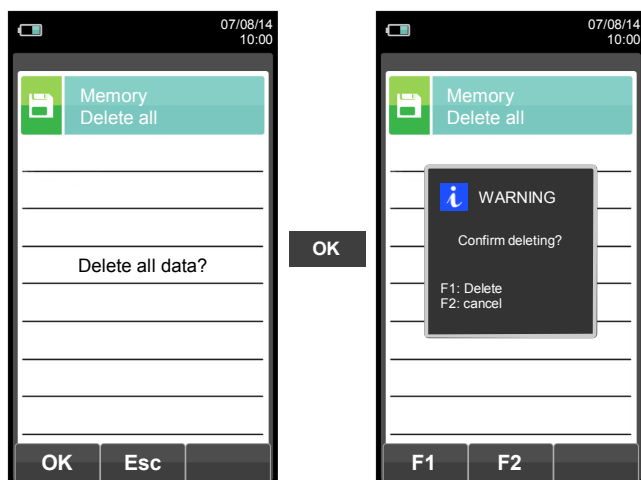 07/08/14
10:00
Memory
Delete all
Delete all data?
OK
Esc
OK
07/08/14
10:00
Memory
Delete all
i WARNING
Confirm deleting?
F1: Delete
F2: cancel
F1
F2